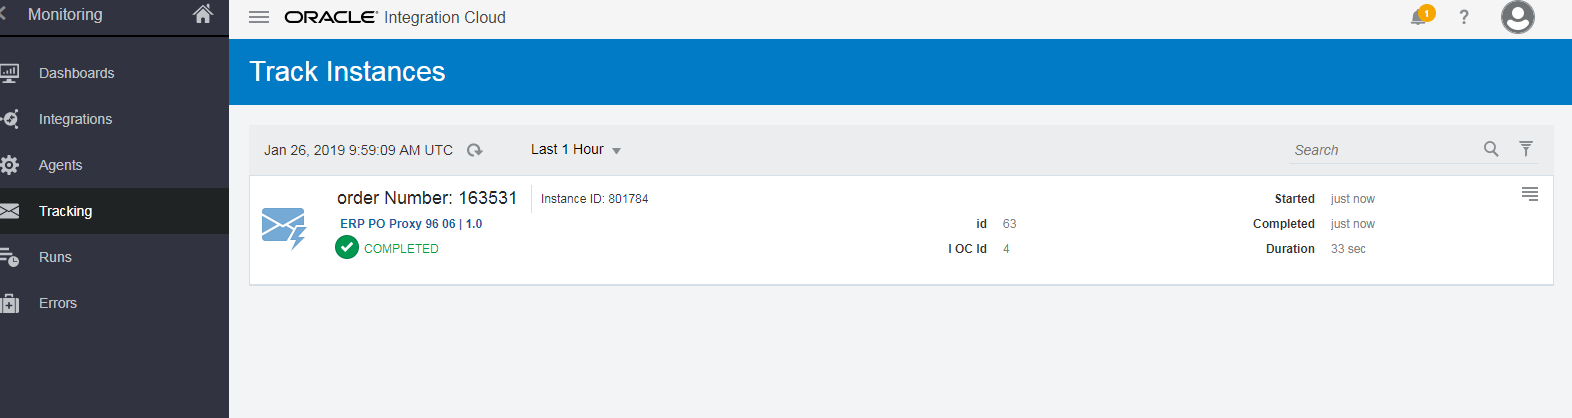 Monitoring
ORACLE Integration Cloud
1
?
Dashboards
Integrations
Agents
Tracking
Runs
Errors
Track Instances
Jan 26, 2019 9:59:09 AM UTC
Last 1 Hour
Search
order Number: 163531
Instance ID: 801784
ERP PO Proxy 96 06 | 1.0
COMPLETED
id 63
I OC Id 4
Started just now
Completed just now
Duration 33 sec